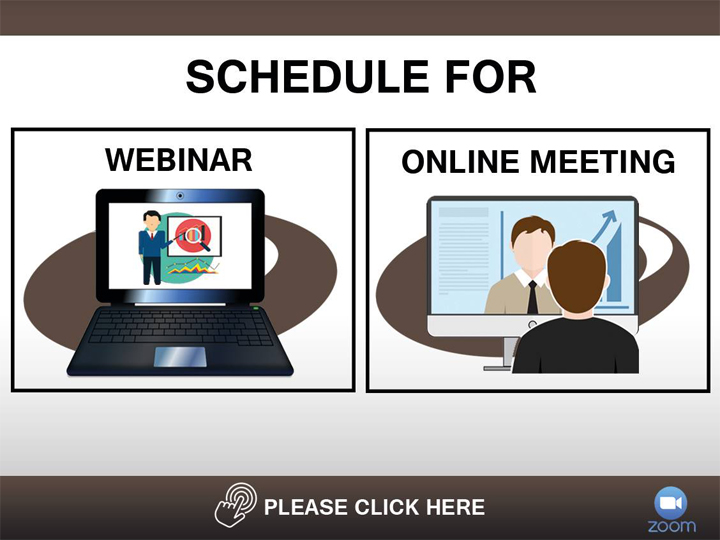 SCHEDULE FOR
WEBINAR
ONLINE MEETING
PLEASE CLICK HERE
zoom